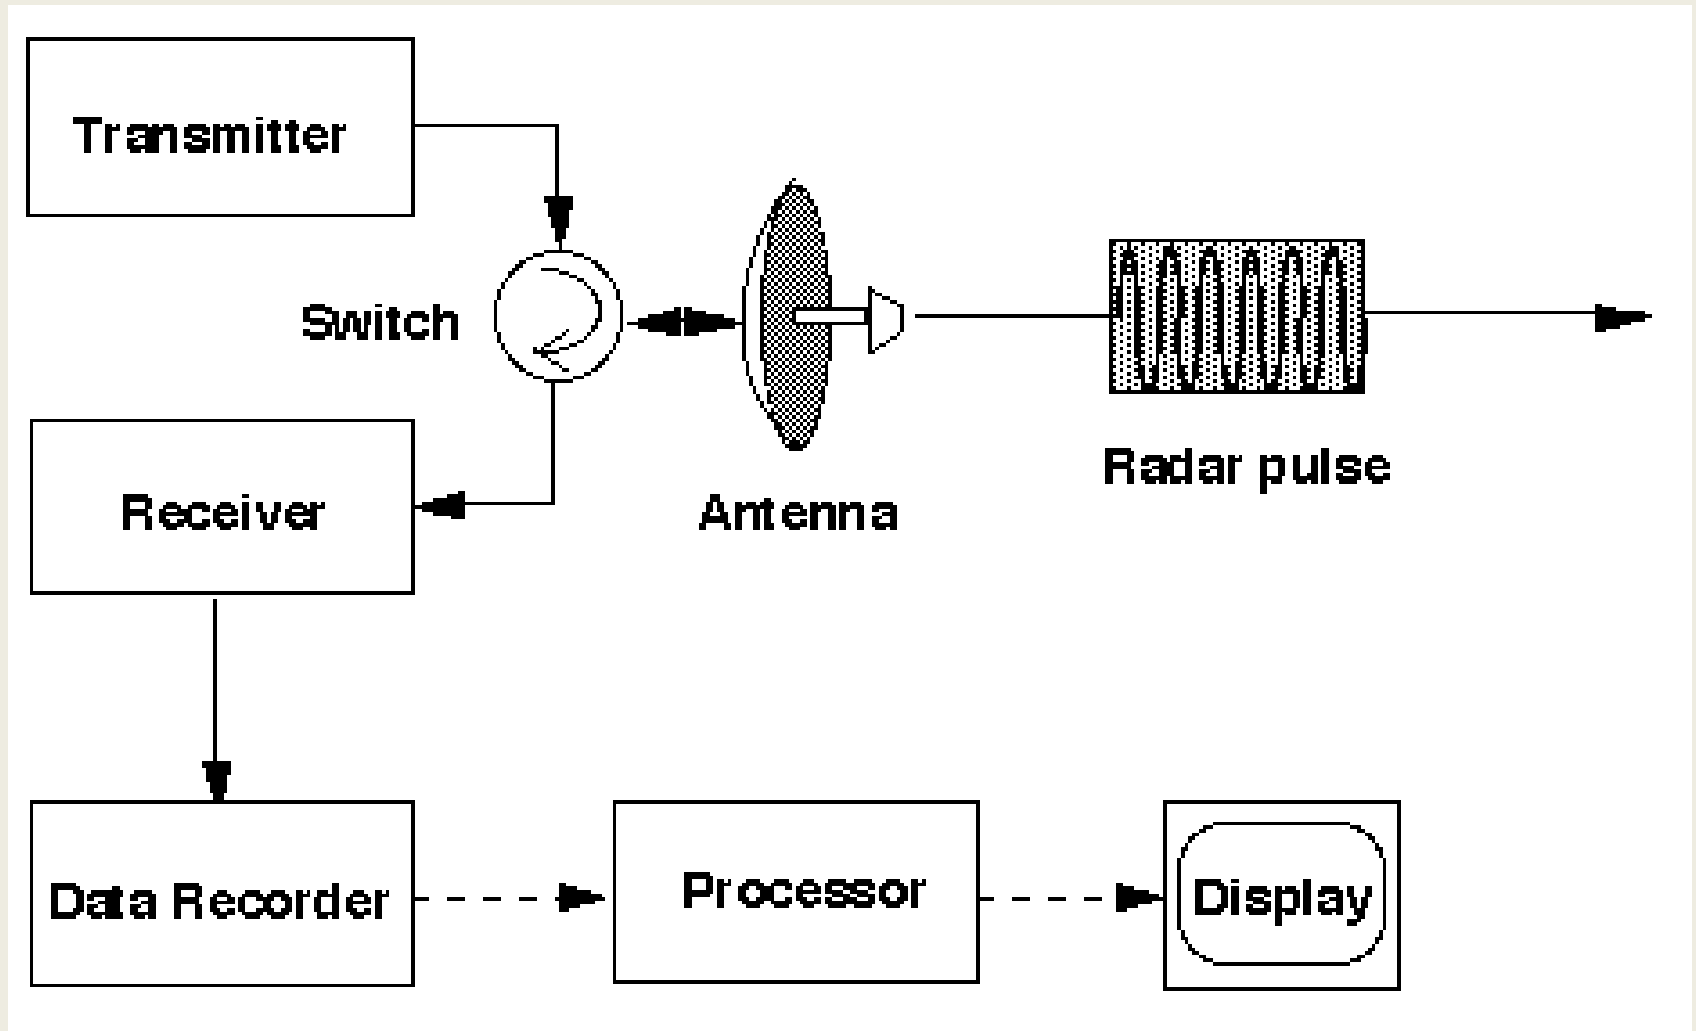 Transmitter
Switch
Receiver
Antenna
Radar pulse
Data Recorder
Processor
Display